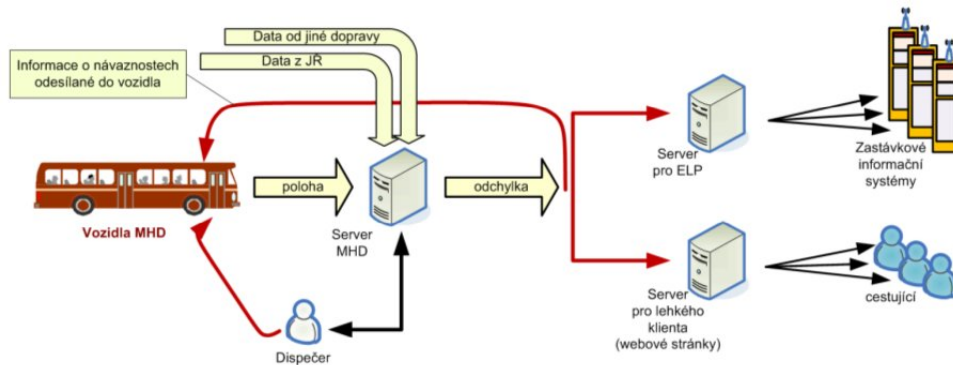 Data od jiné dopravy
Data z JŘ
Informace o návaznostech
odesílané do vozidla
poloha
odchylka
Vozidla MHD
Server
MHD
Dispečer
Server
pro ELP
Zastávkové
informační
systémy
Server
pro lehkého
klienta
(webové stránky)
cestující